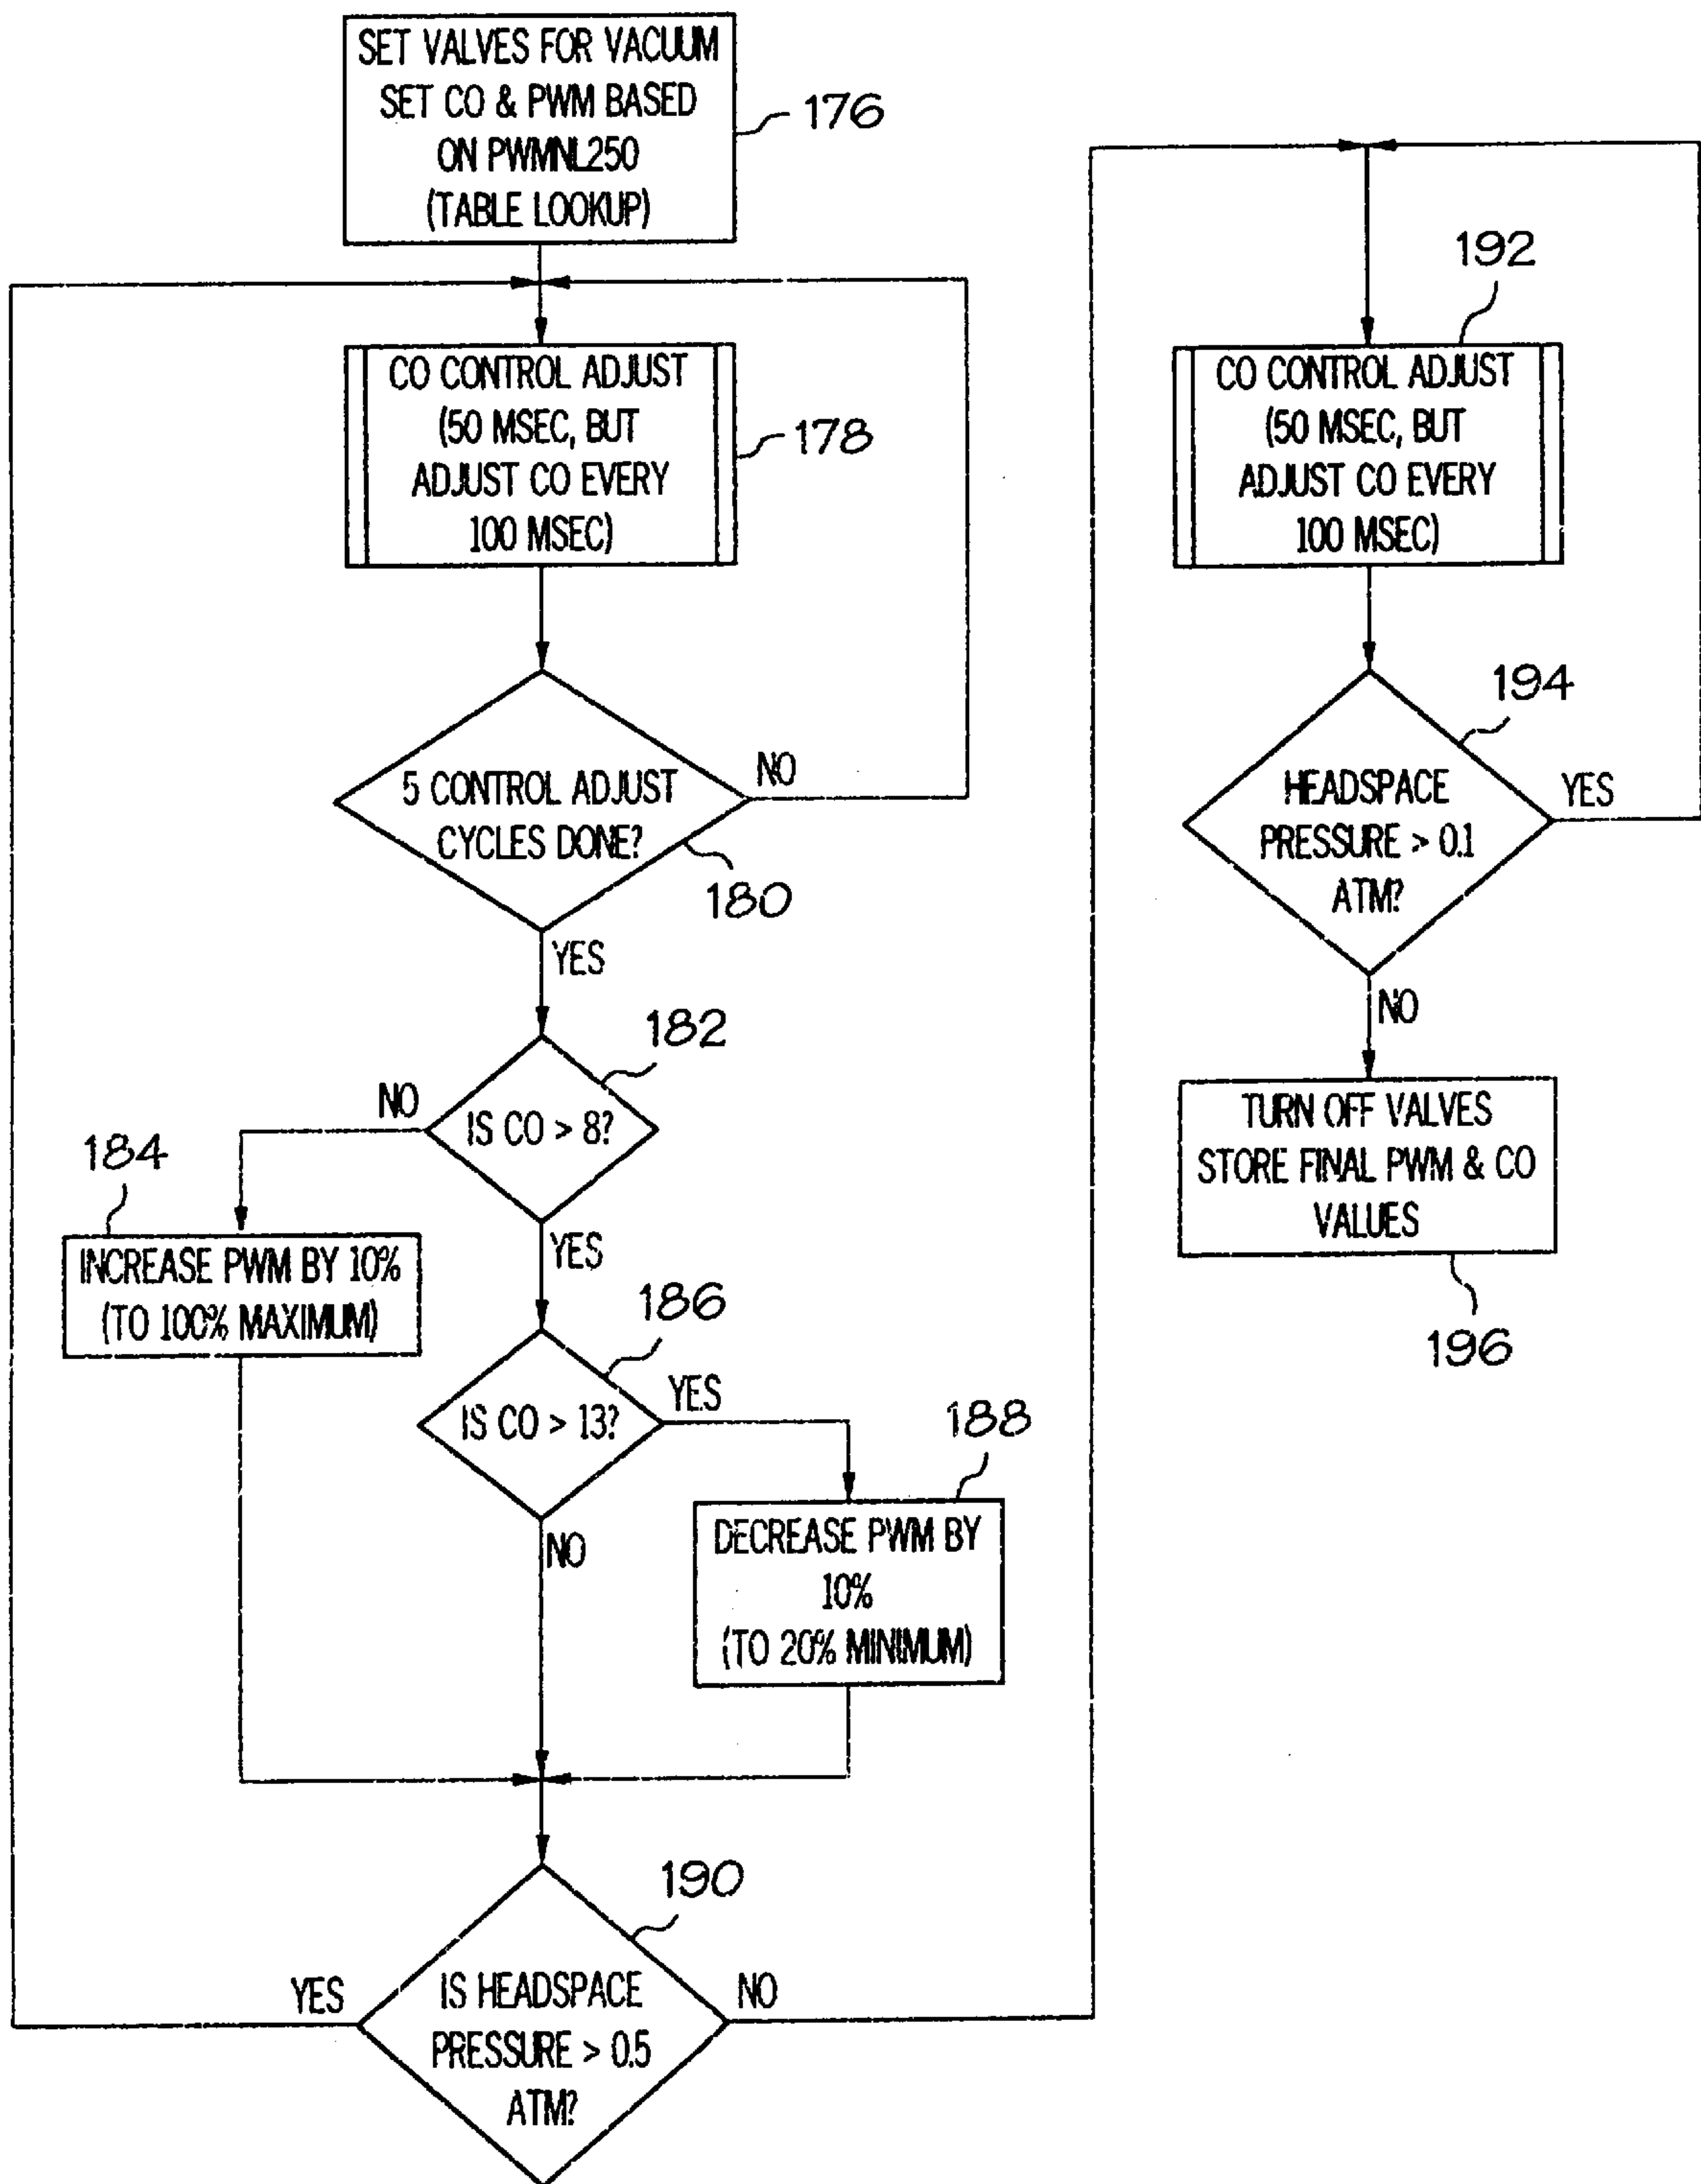 SET VALVES FOR VACUUM
SET CO & PWM BASED
ON PWMNL250
(TABLE LOOKUP)
176
CO CONTROL ADJUST
(50 MSEC, BUT
ADJUST CO EVERY
100 MSEC)
178
5 CONTROL ADJUST
CYCLES DONE?
NO
180
YES
182
NO
IS CO > 8?
184
YES
INCREASE PWM BY 10%
(TO 100% MAXIMUM)
186
IS CO > 13?
YES
188
NO
DECREASE PWM BY
10%
(TO 20% MINIMUM)
190
YES
IS HEADSPACE
PRESSURE > 0.5
ATM?
NO
192
CO CONTROL ADJUST
(50 MSEC, BUT
ADJUST CO EVERY
100 MSEC)
194
HEADSPACE
PRESSURE > 0.1
ATM?
YES
NO
TURN OFF VALVES
STORE FINAL PWM & CO
VALUES
196